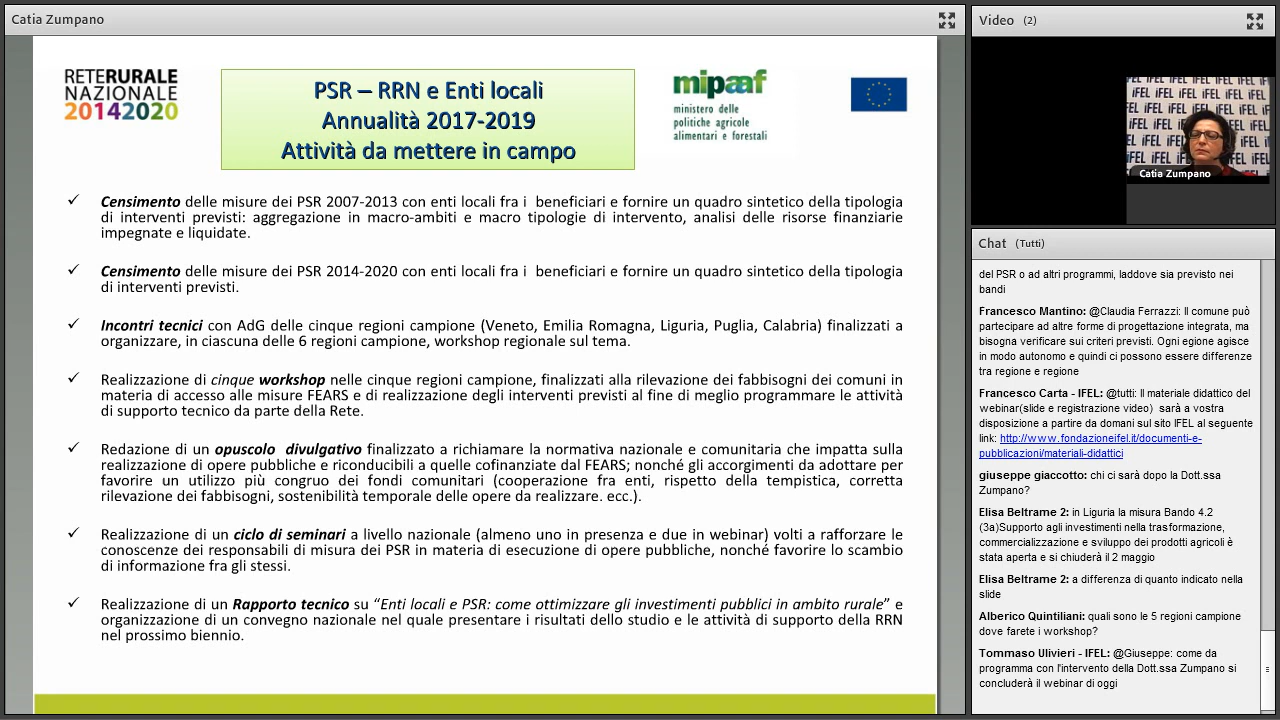 Catia Zumpano
RETERURALE
NAZIONALE
20142020
PSR – RRN e Enti locali
Annualità 2017-2019
Attività da mettere in campo
mipaaf
ministero delle
politiche agricole
alimentari e forestali
✓ Censimento delle misure dei PSR 2007-2013 con enti locali fra i beneficiari e fornire un quadro sintetico della tipologia
di interventi previsti: aggregazione in macro-ambiti e macro tipologie di intervento, analisi delle risorse finanziarie
impegnate e liquidate.
✓ Censimento delle misure dei PSR 2014-2020 con enti locali fra i beneficiari e fornire un quadro sintetico della tipologia
di interventi previsti.
✓ Incontri tecnici con AdG delle cinque regioni campione (Veneto, Emilia Romagna, Liguria, Puglia, Calabria) finalizzati a
organizzare, in ciascuna delle 6 regioni campione, workshop regionale sul tema.
✓ Realizzazione di cinque workshop nelle cinque regioni campione, finalizzati alla rilevazione dei fabbisogni dei comuni in
materia di accesso alle misure FEARS e di realizzazione degli interventi previsti al fine di meglio programmare le attività
di supporto tecnico da parte della Rete.
✓ Redazione di un opuscolo divulgativo finalizzato a richiamare la normativa nazionale e comunitaria che impatta sulla
realizzazione di opere pubbliche e riconducibili a quelle cofinanziate dal FEARS; nonché gli accorgimenti da adottare per
favorire un utilizzo più congruo dei fondi comunitari (cooperazione fra enti, rispetto della tempistica, corretta
rilevazione dei fabbisogni, sostenibilità temporale delle opere da realizzare. ecc.).
✓ Realizzazione di un ciclo di seminari a livello nazionale (almeno uno in presenza e due in webinar) volti a rafforzare le
conoscenze dei responsabili di misura dei PSR in materia di esecuzione di opere pubbliche, nonché favorire lo scambio
di informazione fra gli stessi.
✓ Realizzazione di un Rapporto tecnico su “Enti locali e PSR: come ottimizzare gli investimenti pubblici in ambito rurale” e
organizzazione di un convegno nazionale nel quale presentare i risultati dello studio e le attività di supporto della RRN
nel prossimo biennio.
Video (2)
Catia Zumpano
Chat (Tutti)
del PSR o ad altri programmi, laddove sia previsto nei
bandi
Francesco Mantino: @Claudia Ferrazzi: Il comune può
partecipare ad altre forme di progettazione integrata, ma
bisogna verificare sui criteri previsti. Ogni egione agisce
in modo autonomo e quindi ci possono essere differenze
tra regione e regione
Francesco Carta - IFEL: @tutti: Il materiale didattico del
webinar(slide e registrazione video) sarà a vostra
disposizione a partire da domani sul sito IFEL al seguente
link: http://www.fondazioneifel.it/documenti-e-
pubblicazioni/materiali-didattici
giuseppe giaccotto: chi ci sarà dopo la Dott.ssa
Zumpano?
Elisa Beltrame 2: in Liguria la misura Bando 4.2
(3a)Supporto agli investimenti nella trasformazione,
commercializzazione e sviluppo dei prodotti agricoli è
stata aperta e si chiuderà il 2 maggio
Elisa Beltrame 2: a differenza di quanto indicato nella
slide
Alberico Quintiliani: quali sono le 5 regioni campione
dove farete i workshop?
Tommaso Ulivieri - IFEL: @Giuseppe: come da
programma con l'intervento della Dott.ssa Zumpano si
concluderà il webinar di oggi